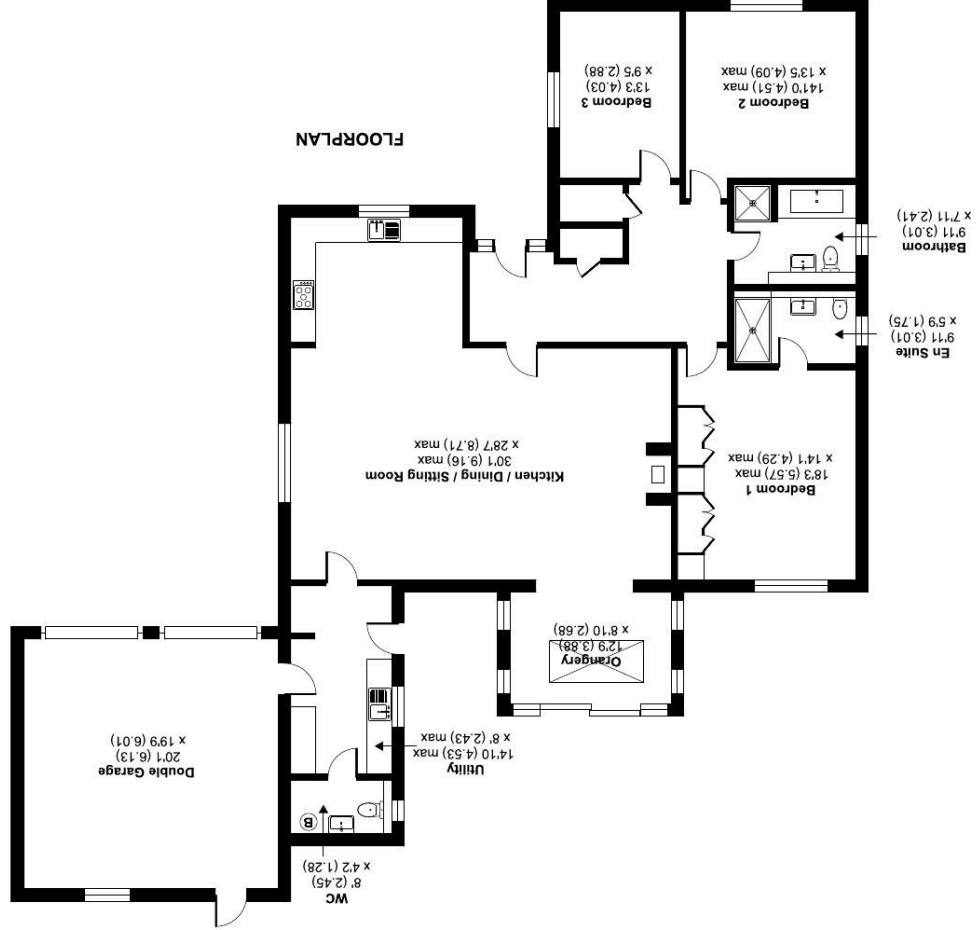 WC
8' (2.45)
x 4'2 (1.28)
B
Utility
14'10 (4.53) max
x 8' (2.43) max
Double Garage
20'1 (6.13)
x 19'9 (6.01)
Orangery
12'9 (3.88)
x 8'10 (2.68)
Bedroom 1
18'3 (5.57) max
x 14'1 (4.29) max
Kitchen / Dining / Sitting Room
30'1 (9.16) max
x 28'7 (8.71) max
En Suite
9'11 (3.01)
x 5'9 (1.75)
Bathroom
9'11 (3.01)
x 7'11 (2.41)
FLOORPLAN
Bedroom 2
141'0 (4.51) max
x 13'5 (4.09) max
Bedroom 3
13'3 (4.03)
x 9'5 (2.88)